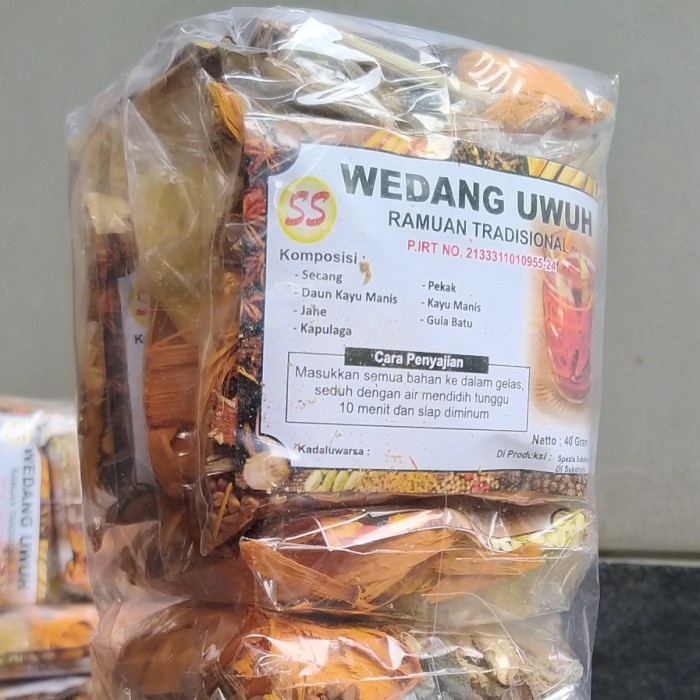 SS
WEDANG UWUH
RAMUAN TRADISIONAL
P.IRT NO. 2133311010955-24
Komposisi :
- Secang
- Daun Kayu Manis
- Jahe
- Kapulaga
- Pekak
- Kayu Manis
- Gula Batu
Cara Penyajian
Masukkan semua bahan ke dalam gelas,
seduh dengan air mendidih tunggu
10 menit dan siap diminum
Netto : 40 Gram
Kadaluwarsa :
Di Produksi :
WEDANG UWUH